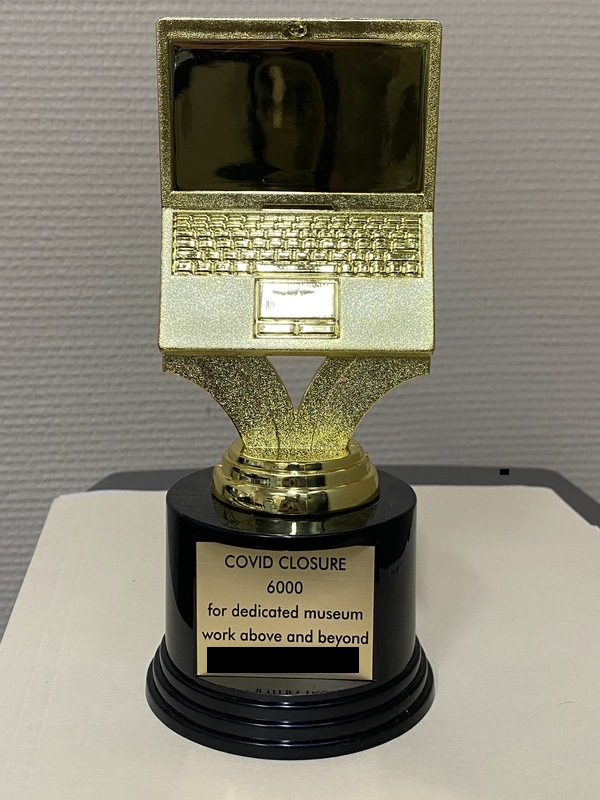 COVID CLOSURE
6000
for dedicated museum
work above and beyond